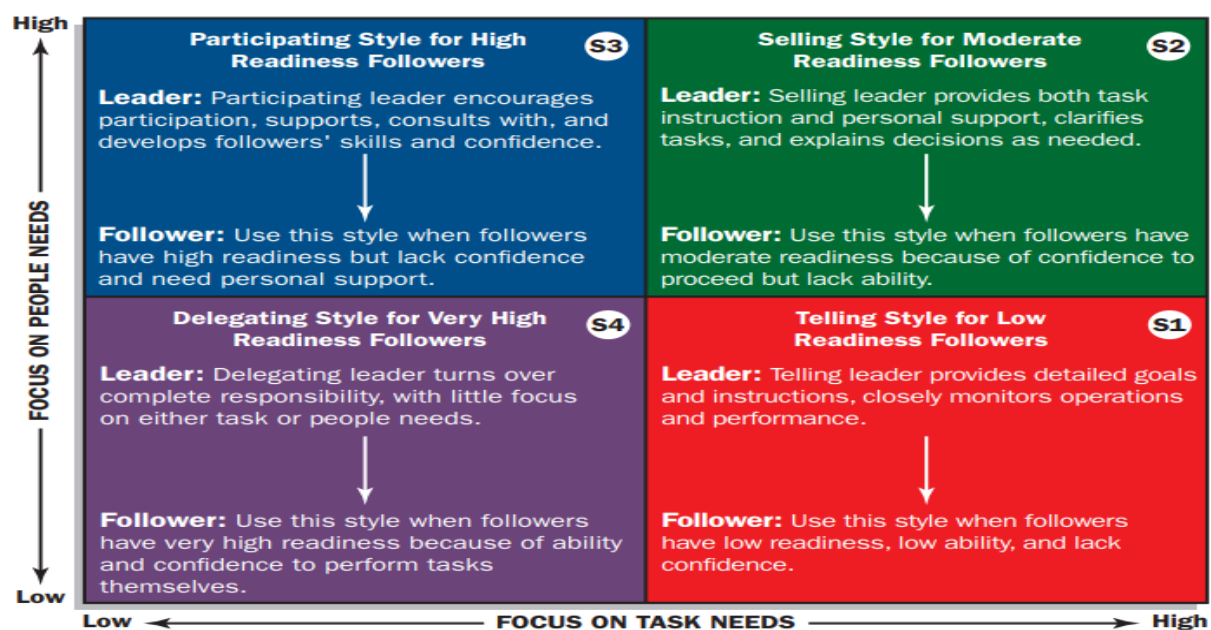 High
FOCUS ON PEOPLE NEEDS
Low
Participating Style for High
Readiness Followers
S3
Leader: Participating leader encourages
participation, supports, consults with, and
develops followers' skills and confidence.
Follower: Use this style when followers
have high readiness but lack confidence
and need personal support.
Selling Style for Moderate
Readiness Followers
S2
Leader: Selling leader provides both task
instruction and personal support, clarifies
tasks, and explains decisions as needed.
Follower: Use this style when followers have
moderate readiness because of confidence to
proceed but lack ability.
Delegating Style for Very High
Readiness Followers
S4
Leader: Delegating leader turns over
complete responsibility, with little focus
on either task or people needs.
Follower: Use this style when followers
have very high readiness because of ability
and confidence to perform tasks
themselves.
Telling Style for Low
Readiness Followers
S1
Leader: Telling leader provides detailed goals
and instructions, closely monitors operations
and performance.
Follower: Use this style when followers
have low readiness, low ability, and lack
confidence.
Low
FOCUS ON TASK NEEDS
High